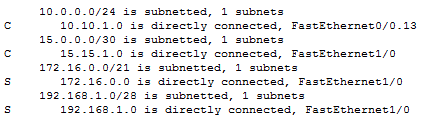 10.0.0.0/24 is subnetted, 1 subnets
C 10.10.1.0 is directly connected, FastEthernet0/0.13
15.0.0.0/30 is subnetted, 1 subnets
C 15.15.1.0 is directly connected, FastEthernet1/0
172.16.0.0/21 is subnetted, 1 subnets
S 172.16.0.0 is directly connected, FastEthernet1/0
192.168.1.0/28 is subnetted, 1 subnets
S 192.168.1.0 is directly connected, FastEthernet1/0